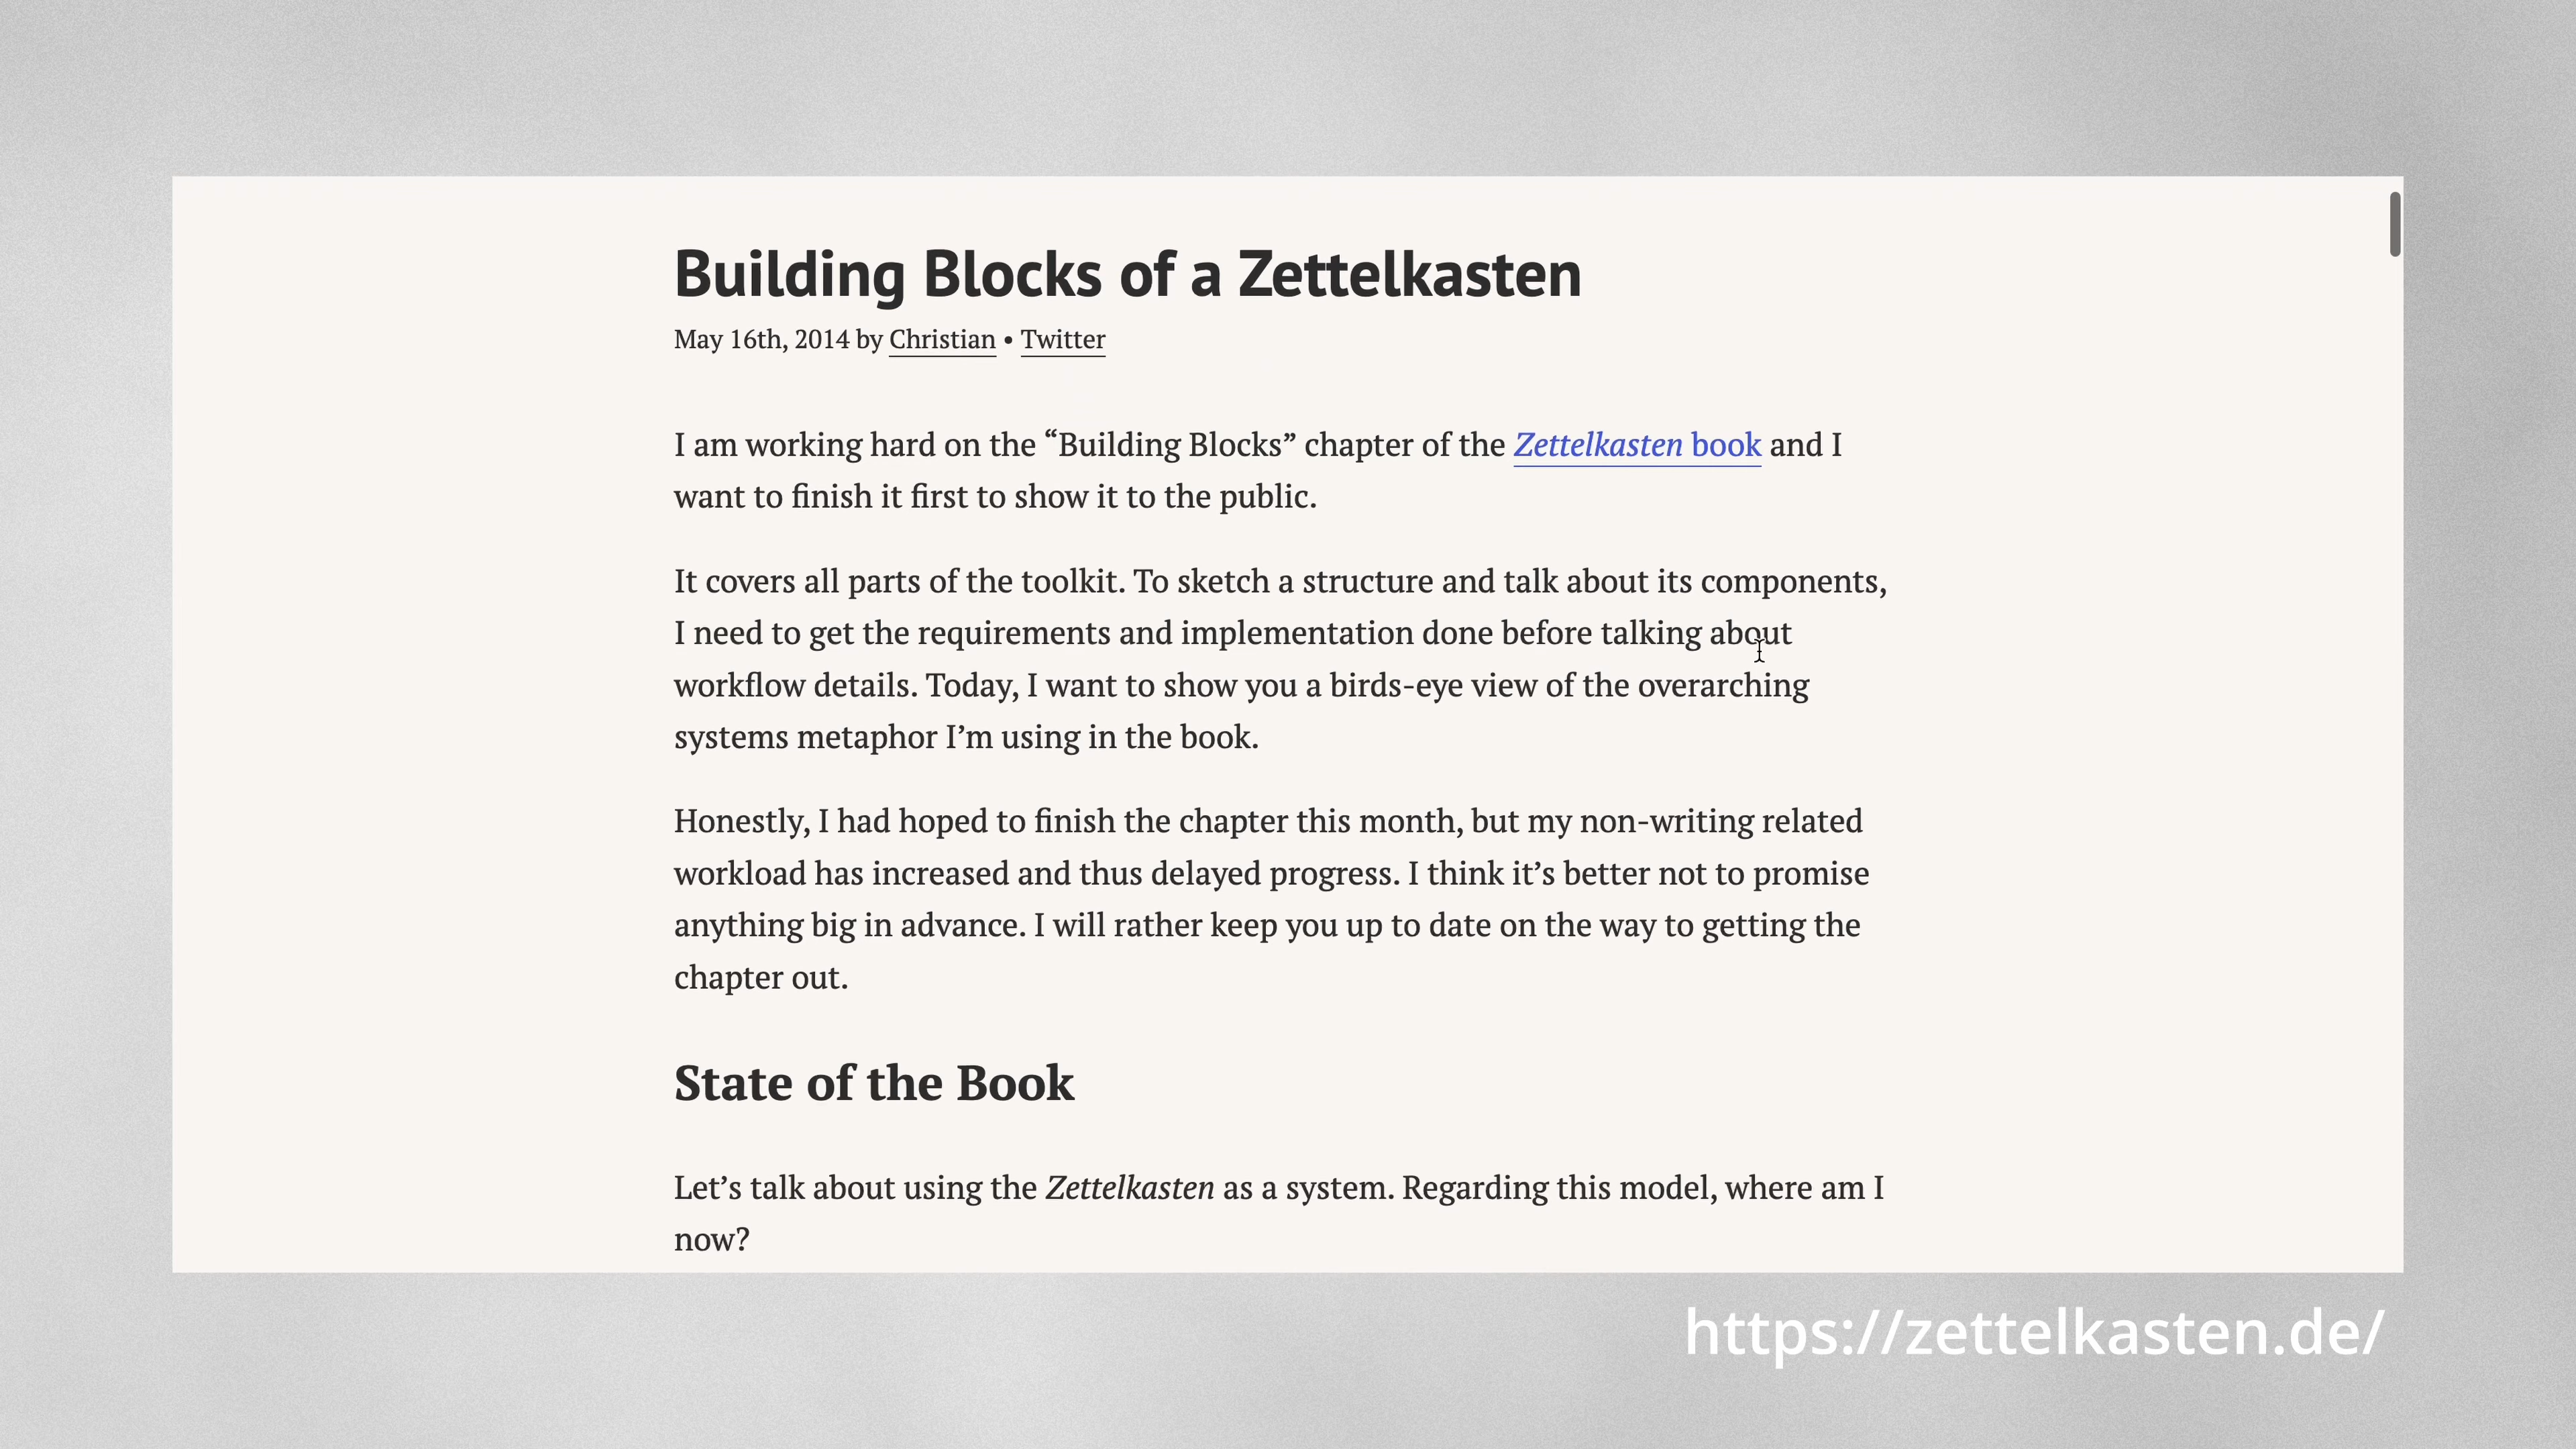 Building Blocks of a Zettelkasten
May 16th, 2014 by Christian • Twitter
I am working hard on the “Building Blocks” chapter of the Zettelkasten book and I
want to finish it first to show it to the public.
It covers all parts of the toolkit. To sketch a structure and talk about its components,
I need to get the requirements and implementation done before talking about
workflow details. Today, I want to show you a birds-eye view of the overarching
systems metaphor I’m using in the book.
Honestly, I had hoped to finish the chapter this month, but my non-writing related
workload has increased and thus delayed progress. I think it’s better not to promise
anything big in advance. I will rather keep you up to date on the way to getting the
chapter out.
State of the Book
Let’s talk about using the Zettelkasten as a system. Regarding this model, where am I
now?
https://zettelkasten.de/